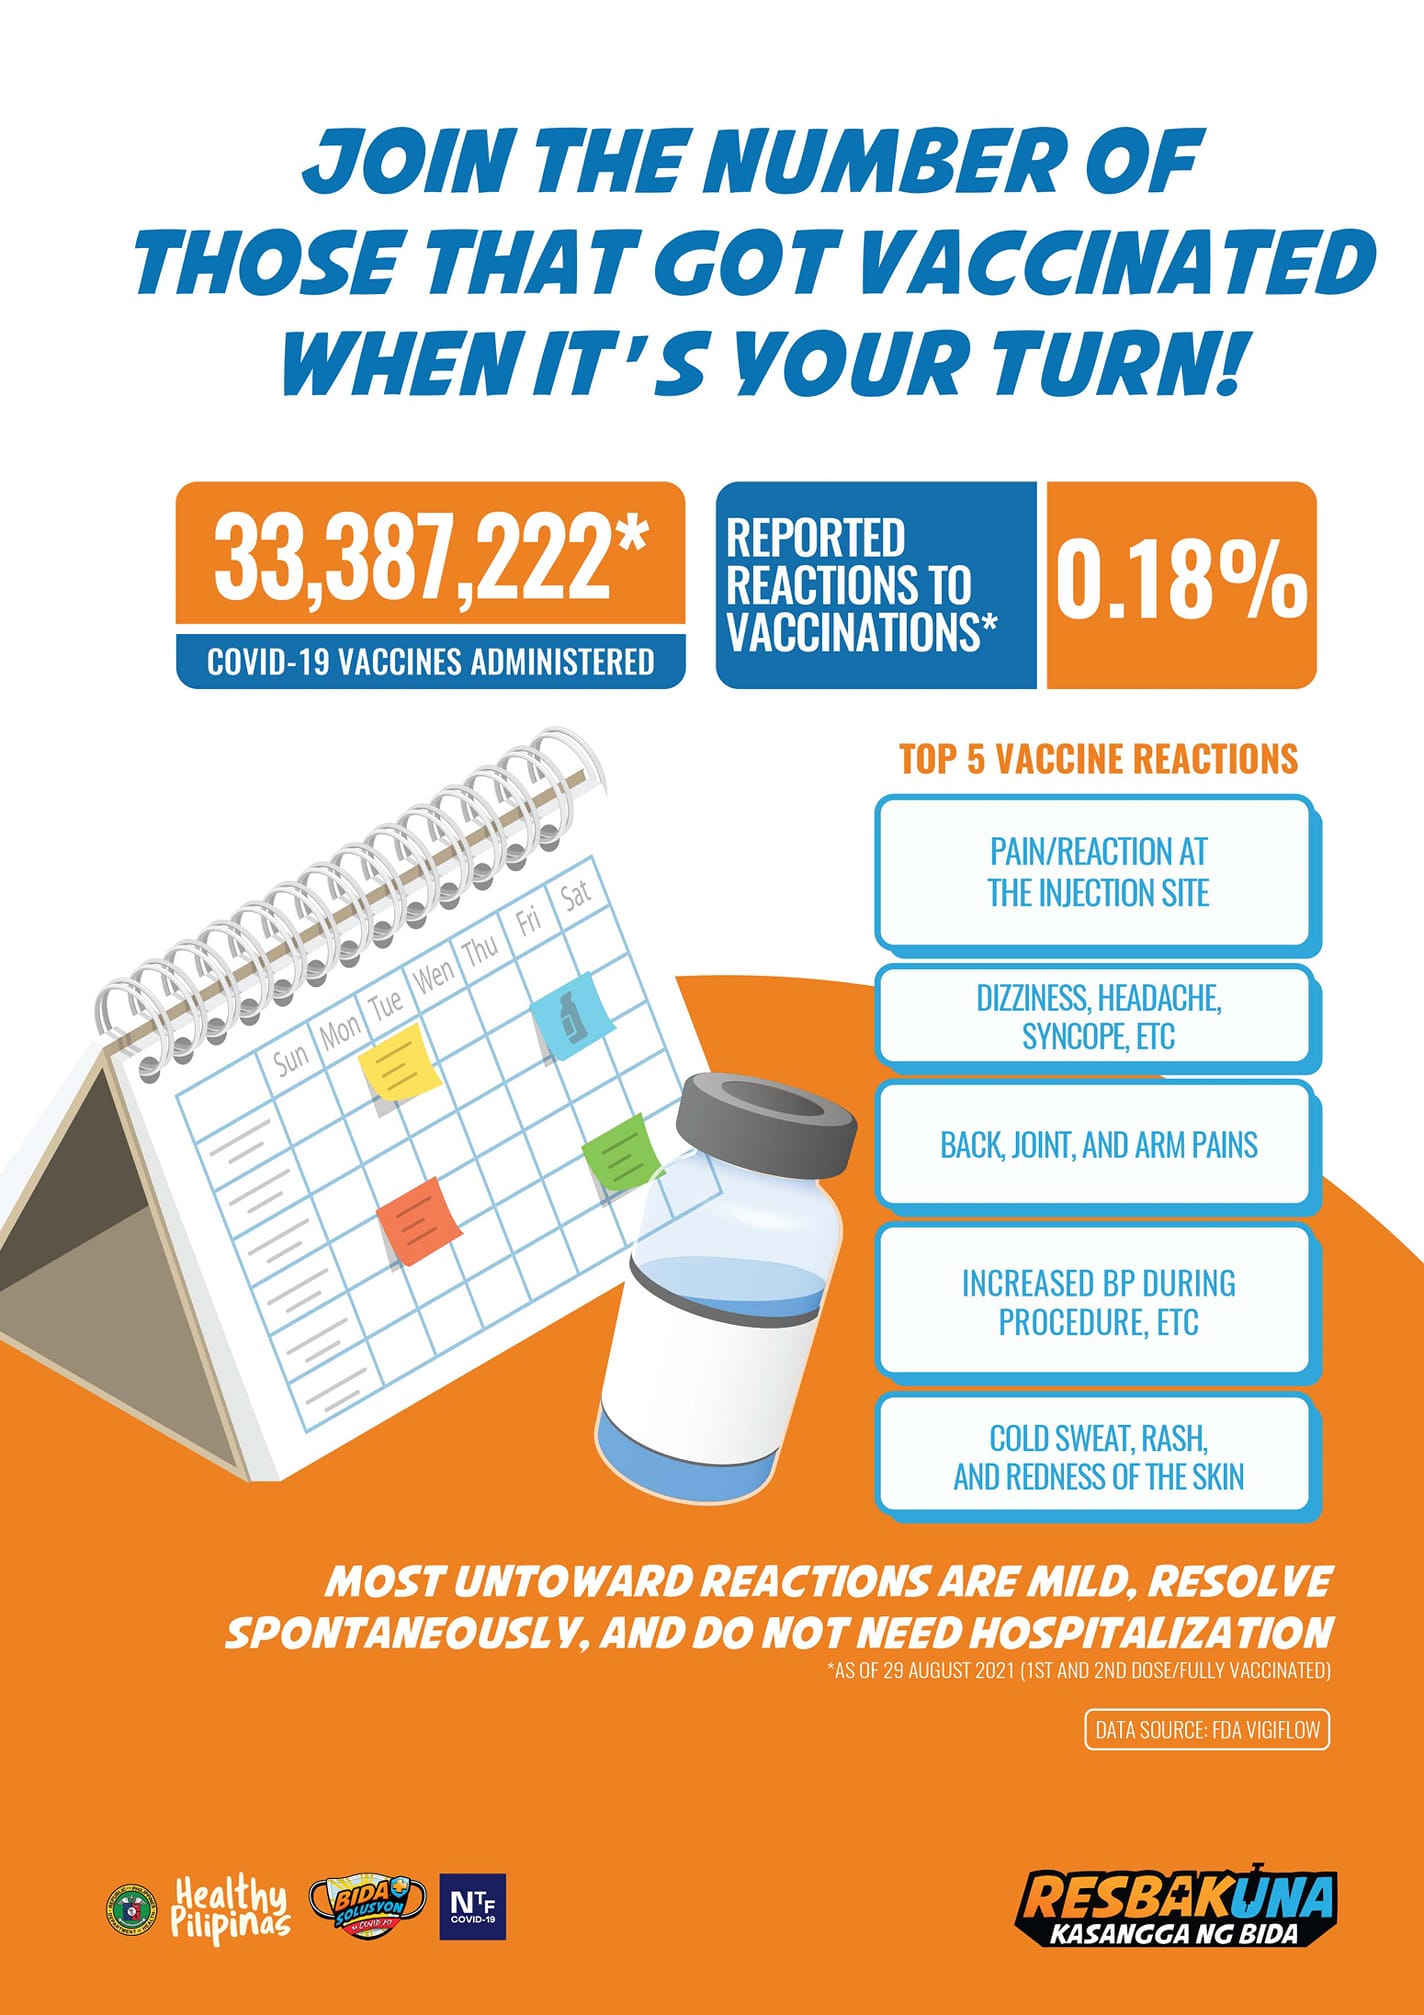 JOIN THE NUMBER OF
THOSE THAT GOT VACCINATED
WHEN IT'S YOUR TURN!
33,387,222*
COVID-19 VACCINES ADMINISTERED
REPORTED
REACTIONS TO
VACCINATIONS*
0.18%
TOP 5 VACCINE REACTIONS
PAIN/REACTION AT
THE INJECTION SITE
DIZZINESS, HEADACHE,
SYNCOPE, ETC
BACK, JOINT, AND ARM PAINS
INCREASED BP DURING
PROCEDURE, ETC
COLD SWEAT, RASH,
AND REDNESS OF THE SKIN
Sun Mon Tue Wen Thu Fri Sat
MOST UNTOWARD REACTIONS ARE MILD, RESOLVE
SPONTANEOUSLY, AND DO NOT NEED HOSPITALIZATION
*AS OF 29 AUGUST 2021 (1ST AND 2ND DOSE/FULLY VACCINATED)
DATA SOURCE: FDA VIGIFLOW
Healthy
Pilipinas
BIDA
SOLUSYON
COVID-19
NTF
COVID-19
RESBAKUNA
KASANGGA NG BIDA